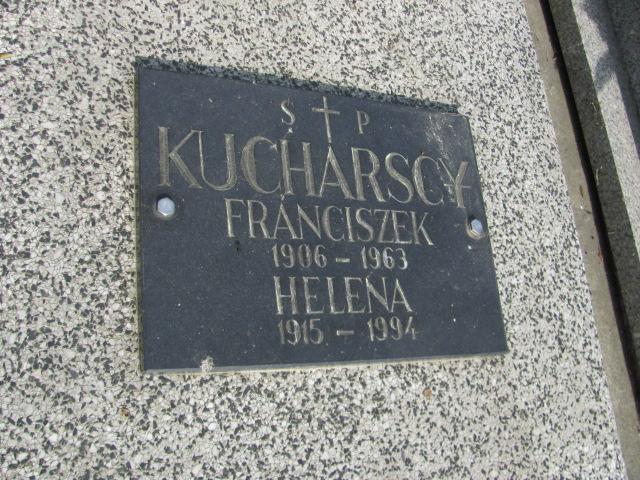 Ś † P
KUCHARSCY
FRANCISZEK
1906 - 1963
HELENA
1915 - 1994